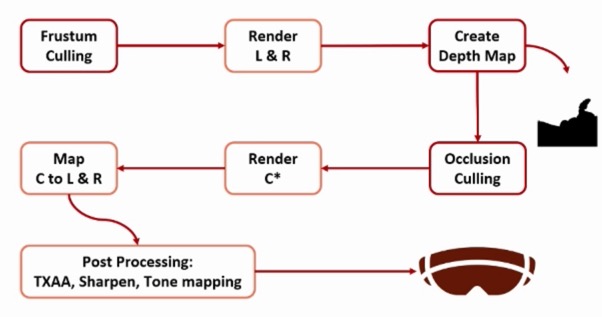 Frustum
Culling
Render
L & R
Create
Depth Map
Occlusion
Culling
Render
C*
Map
C to L & R
Post Processing:
TXAA, Sharpen, Tone mapping